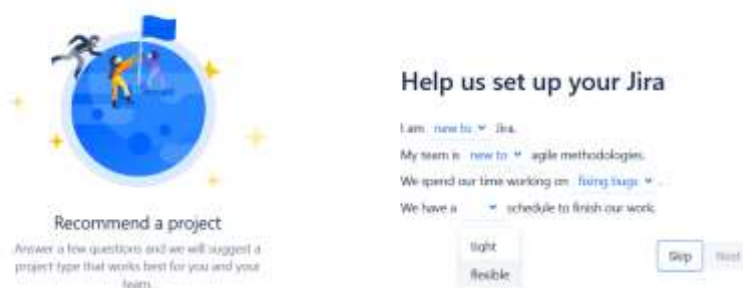 Recommend a project
Answer a few questions and we will suggest a
project type that works best for you and your
team.
Help us set up your Jira
I am new to Jira.
My team is new to agile methodologies.
We spend our time working on fixing bugs .
We have a schedule to finish our work.
tight
flexible
Skip Next